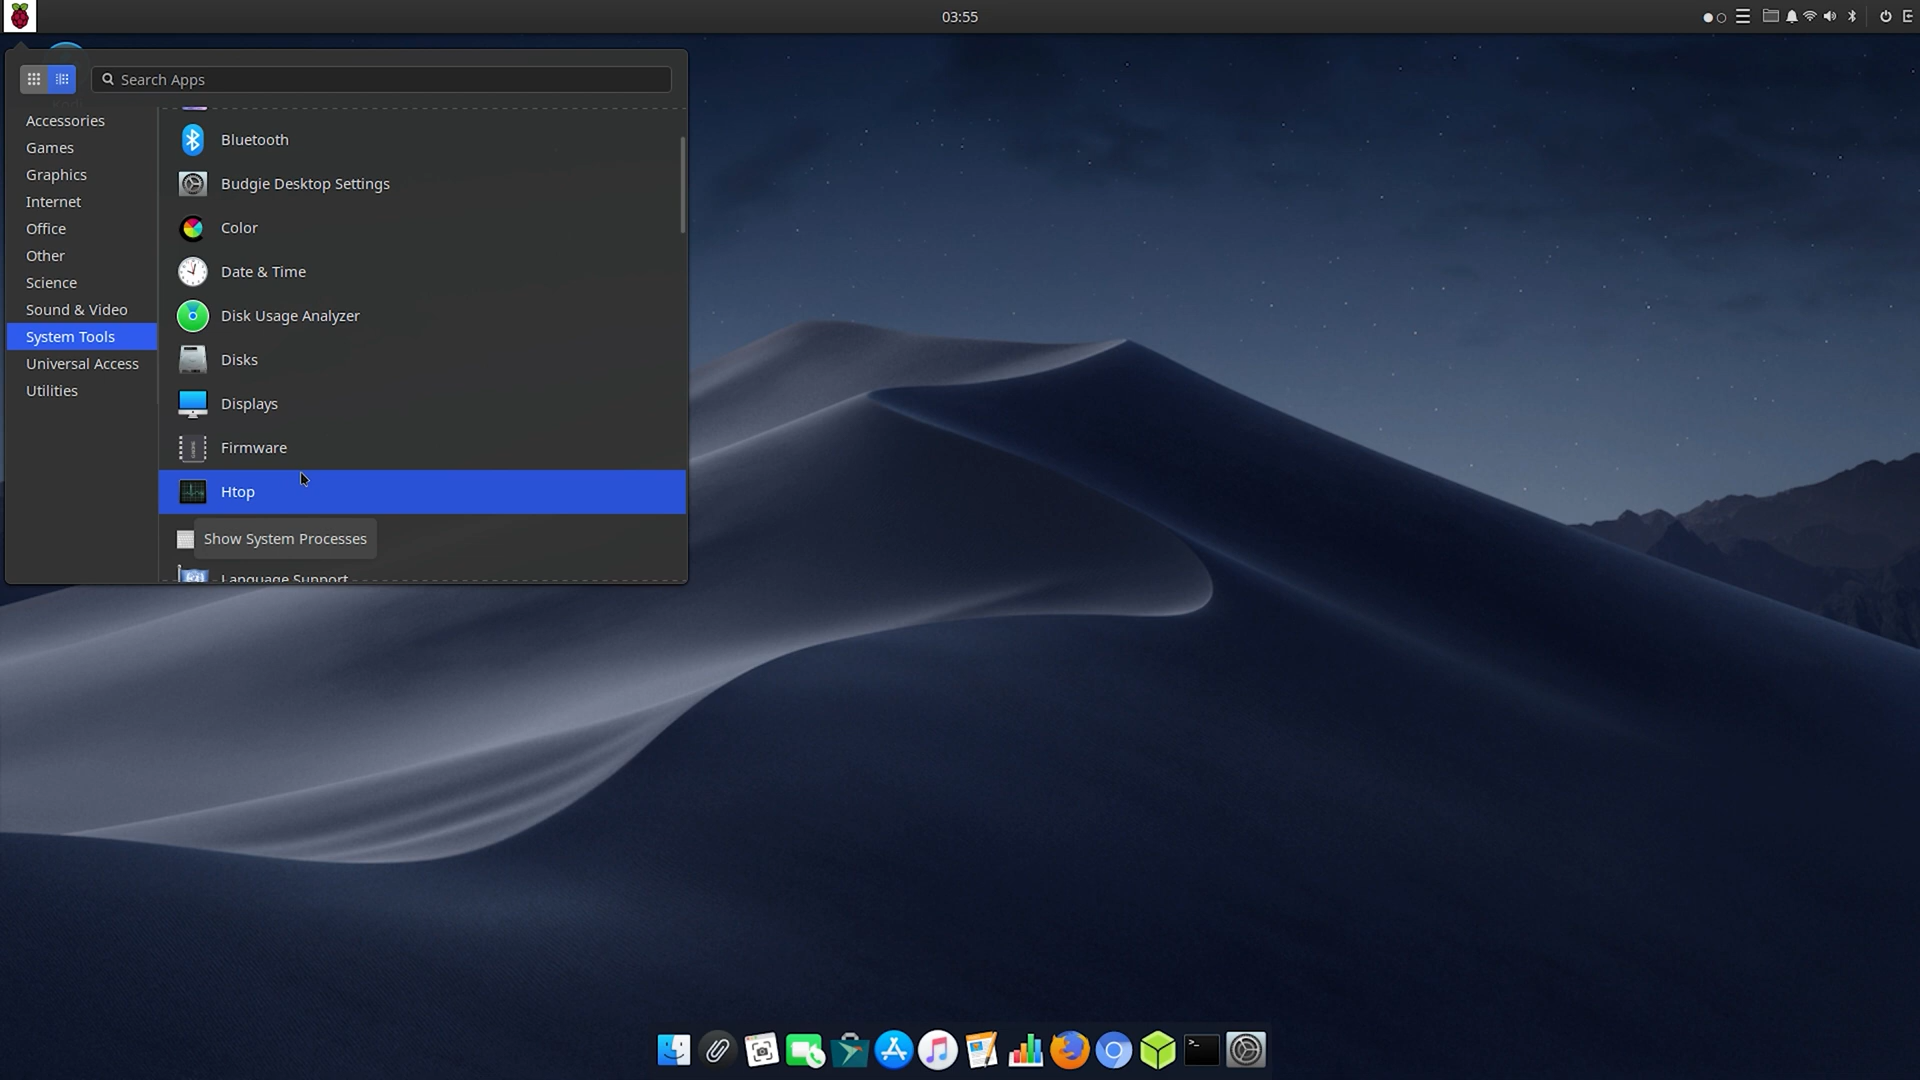 03:55
Search Apps
Accessories
Games
Graphics
Internet
Office
Other
Science
Sound & Video
System Tools
Universal Access
Utilities
Bluetooth
Budgie Desktop Settings
Color
Date & Time
Disk Usage Analyzer
Disks
Displays
Firmware
Htop
Show System Processes
Language Support